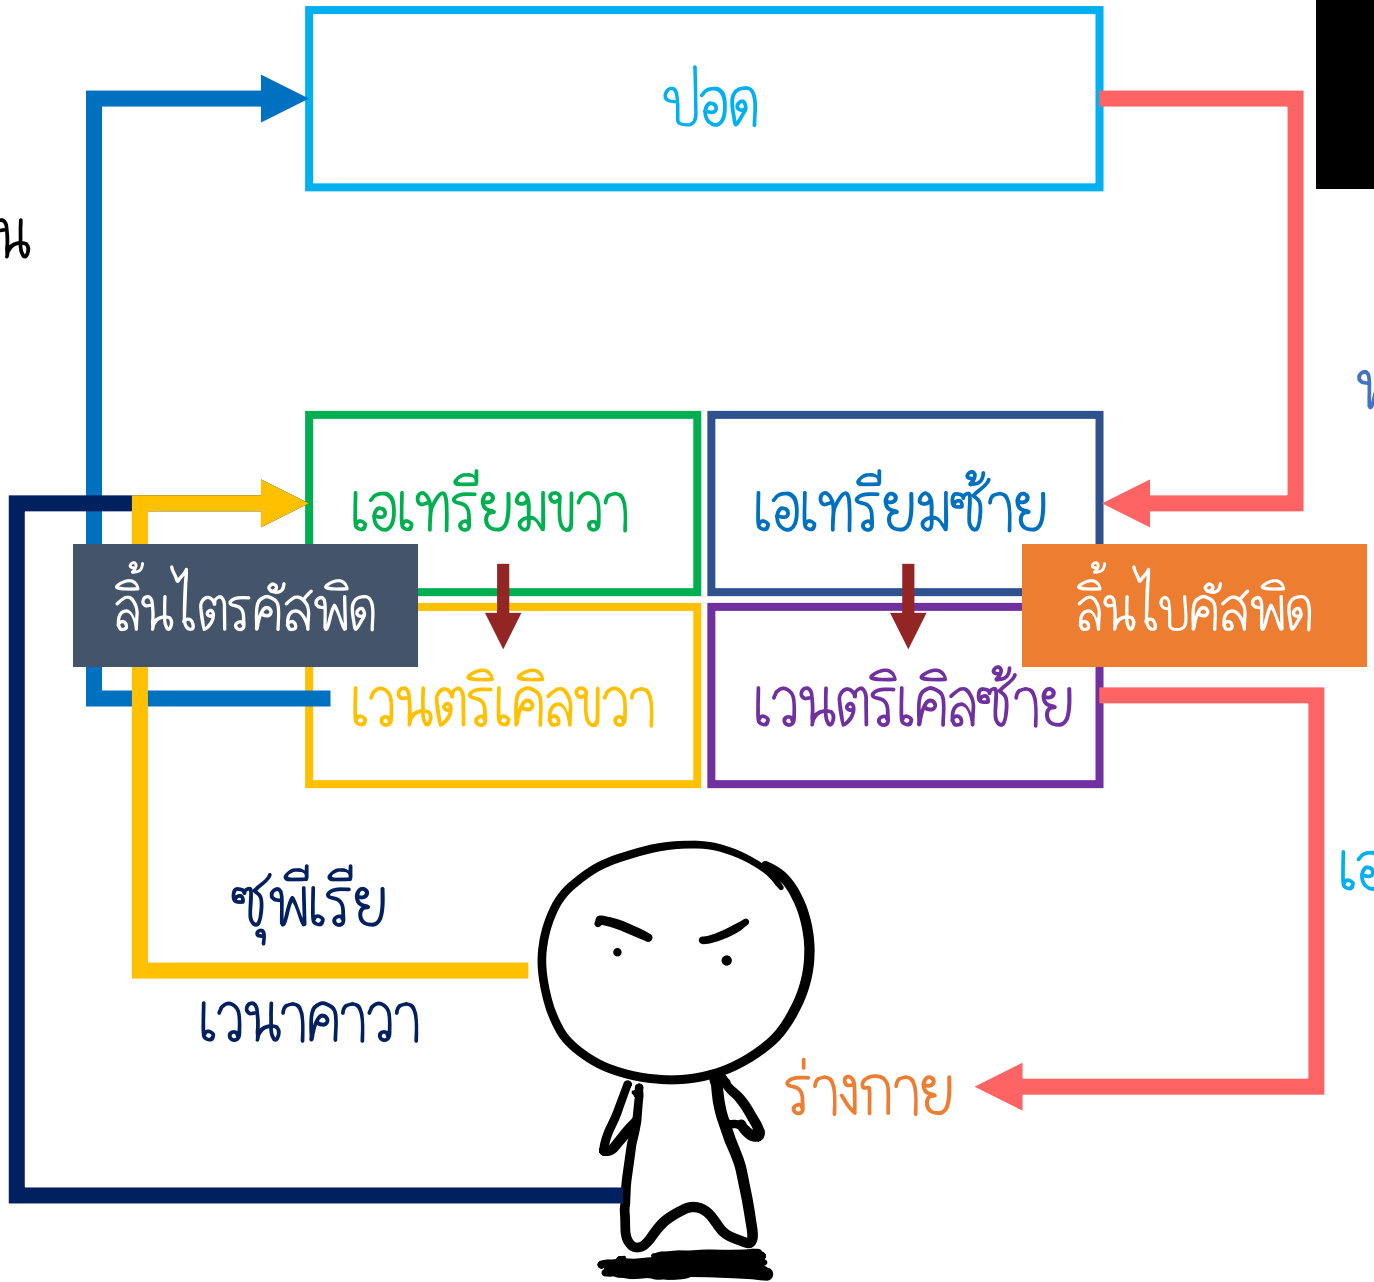 ปอด
เอเทรียมขวา
เอเทรียมซ้าย
ลิ้นไตรคัสพิด
ลิ้นไบคัสพิด
เวนตริเคิลขวา
เวนตริเคิลซ้าย
ซุพีเรีย
เวนาคาวา
ร่างกาย